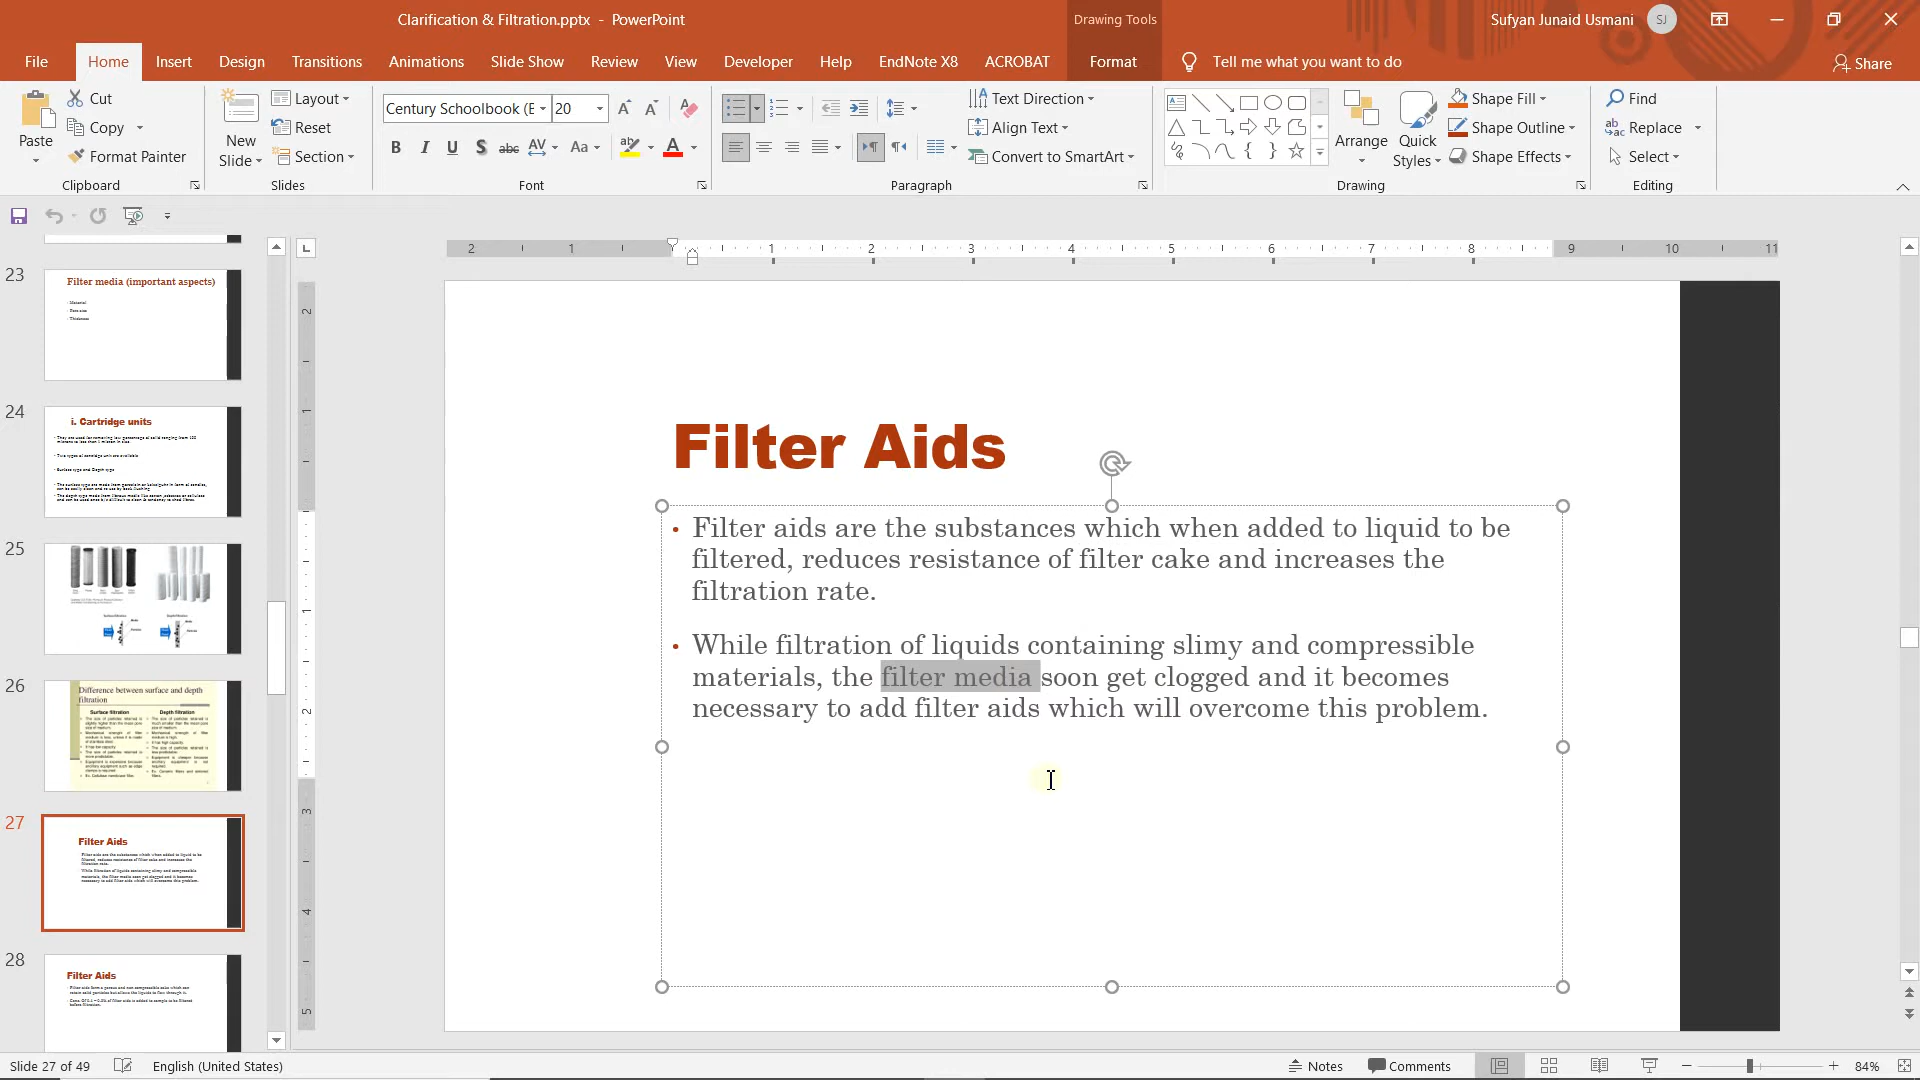 Clarification & Filtration.pptx - PowerPoint
Drawing Tools
Sufyan Junaid Usmani
SJ
File Home Insert Design Transitions Animations Slide Show Review View Developer Help EndNote X8 ACROBAT Format Tell me what you want to do
Share
Paste
Cut
Copy
Format Painter
Clipboard
New
Slide
Layout
Reset
Section
Slides
Century Schoolbook (E
20
Font
Text Direction
Align Text
Convert to SmartArt
Paragraph
Arrange
Quick
Styles
Shape Fill
Shape Outline
Shape Effects
Drawing
Find
Replace
Select
Editing
23
Filter media (important aspects)
24
i. Cartridge units
25
26
Difference between surface and depth
filtration
Surface filtration Depth filtration
27
Filter Aids
28
Filter Aids
Filter Aids
• Filter aids are the substances which when added to liquid to be
filtered, reduces resistance of filter cake and increases the
filtration rate.
• While filtration of liquids containing slimy and compressible
materials, the filter media soon get clogged and it becomes
necessary to add filter aids which will overcome this problem.
Slide 27 of 49
English (United States)
Notes
Comments
84%